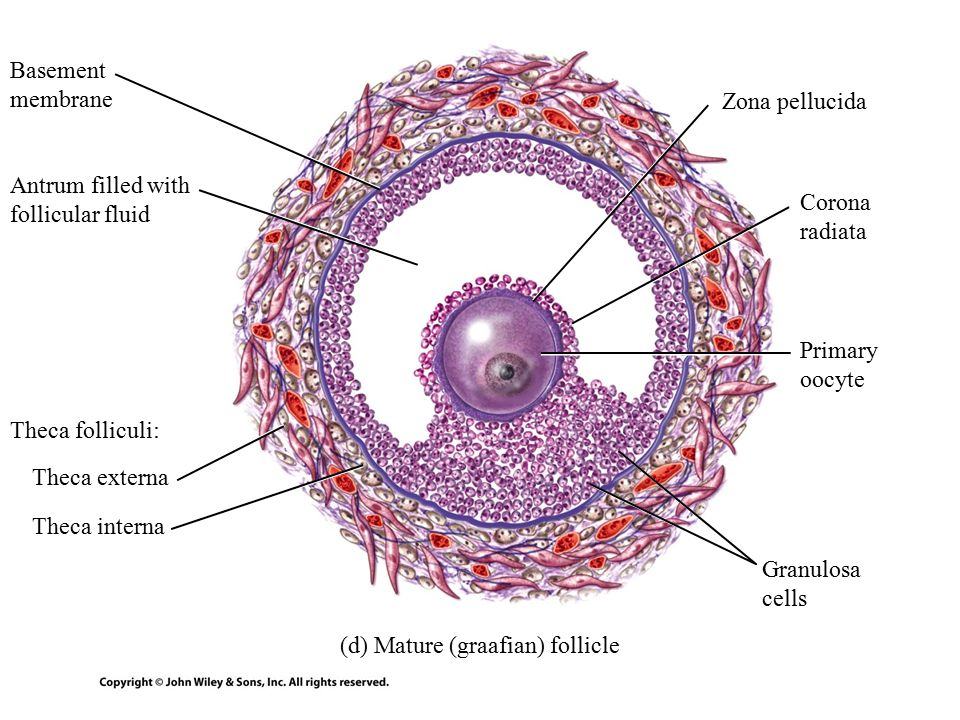 Basement
membrane
Antrum filled with
follicular fluid
Theca folliculi:
Theca externa
Theca interna
Zona pellucida
Corona
radiata
Primary
oocyte
Granulosa
cells
(d) Mature (graafian) follicle
Copyright © John Wiley & Sons, Inc. All rights reserved.